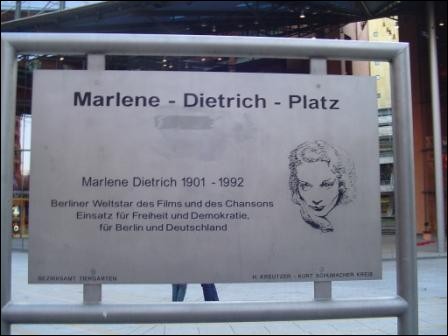 Marlene - Dietrich - Platz
Marlene Dietrich 1901 - 1992
Berliner Weltstar des Films und des Chansons
Einsatz für Freiheit und Demokratie,
für Berlin und Deutschland
BEZIRKSAMT TIERGARTEN
H. KREUTZER - KURT SCHUMACHER KREIS